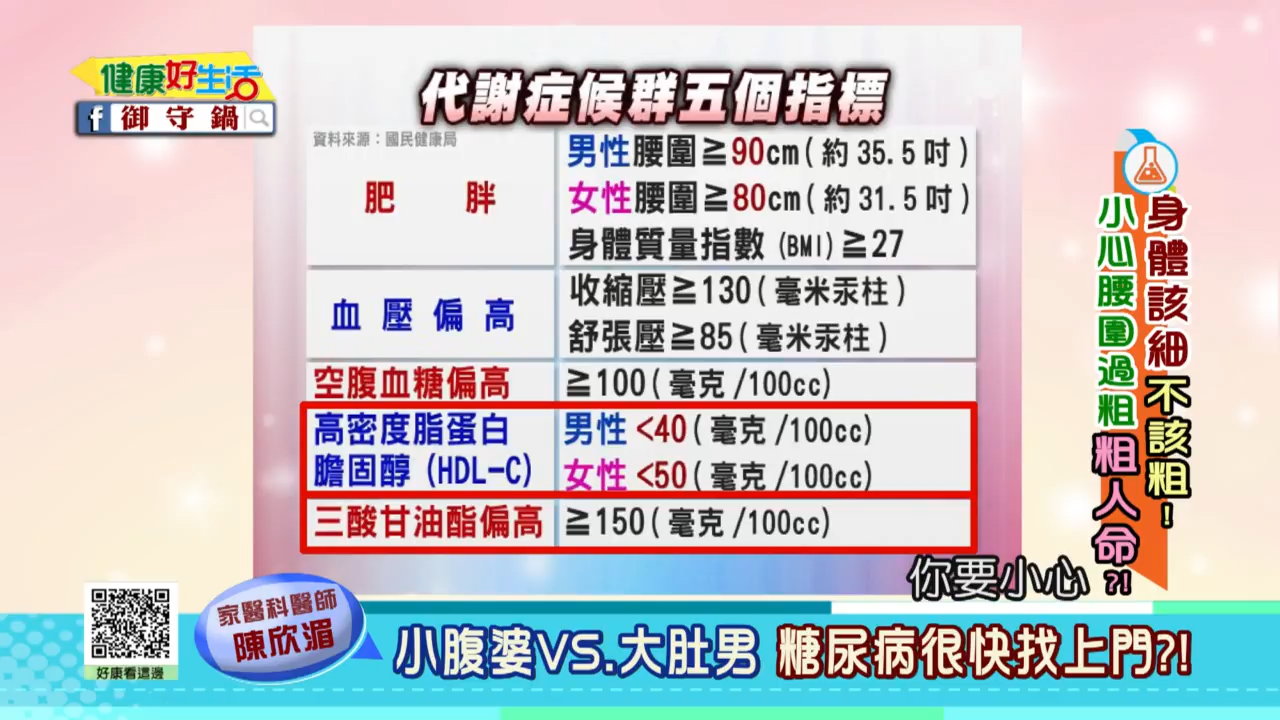 健康好生活
f 御守鍋
代謝症候群五個指標
資料來源：國民健康局
肥 胖
男性腰圍≧90cm(約35.5吋)
女性腰圍≧80cm(約31.5吋)
身體質量指數(BMI)≧27
血壓偏高
收縮壓≧130(毫米汞柱)
舒張壓≧85(毫米汞柱)
空腹血糖偏高
≧100(毫克/100cc)
高密度脂蛋白
膽固醇(HDL-C)
男性<40(毫克/100cc)
女性<50(毫克/100cc)
三酸甘油酯偏高
≧150(毫克/100cc)
身體該細不該粗!
小心腰圍過粗粗人命?!
你要小心
好康看這邊
家醫科醫師
陳欣湄
小腹婆VS.大肚男 糖尿病很快找上門?!